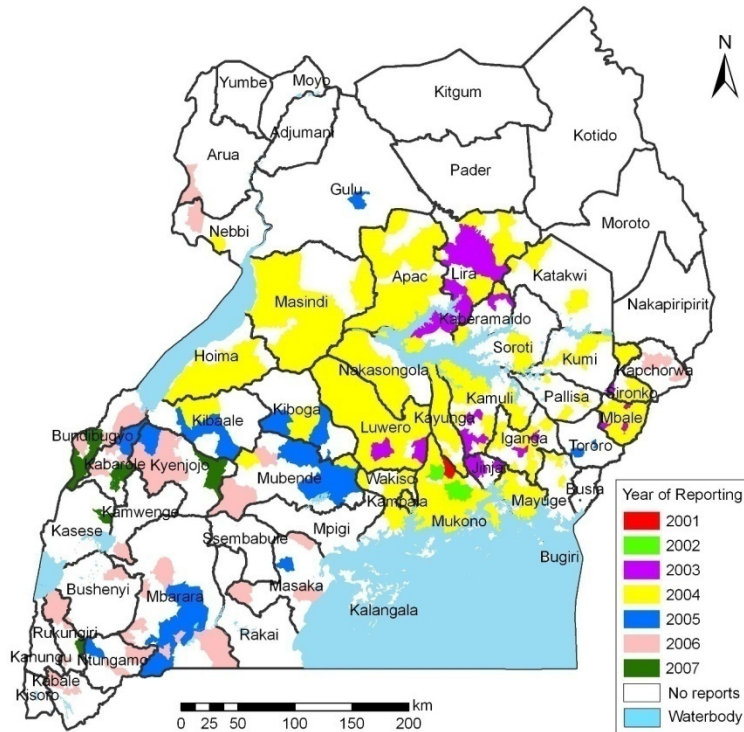 N
Yumbe
Moyo
Kitgum
Adjumani
Kotido
Arua
Pader
Gulu
Moroto
Nebbi
Apac
Lira
Katakwi
Masindi
Nakapiripirit
Kaberamaido
Hoima
Soroti
Kumi
Kapchorwa
Nakasongola
Sironko
Kamuli
Pallisa
Kibaale
Kiboga
Mbale
Luwero
Kayunga
Iganga
Bundibugyo
Tororo
Kabarole
Kyenjojo
Jinja
Mubende
Wakiso
Busia
Kampala
Mayuge
Kamwenge
Mukono
Kasese
Mpigi
Ssembabule
Bugiri
Bushenyi
Masaka
Mbarara
Kalangala
Rukungiri
Rakai
Kanungu
Ntungamo
Kabale
Kisoro
km
0 25 50 100 150 200
Year of Reporting
2001
2002
2003
2004
2005
2006
2007
No reports
Waterbody